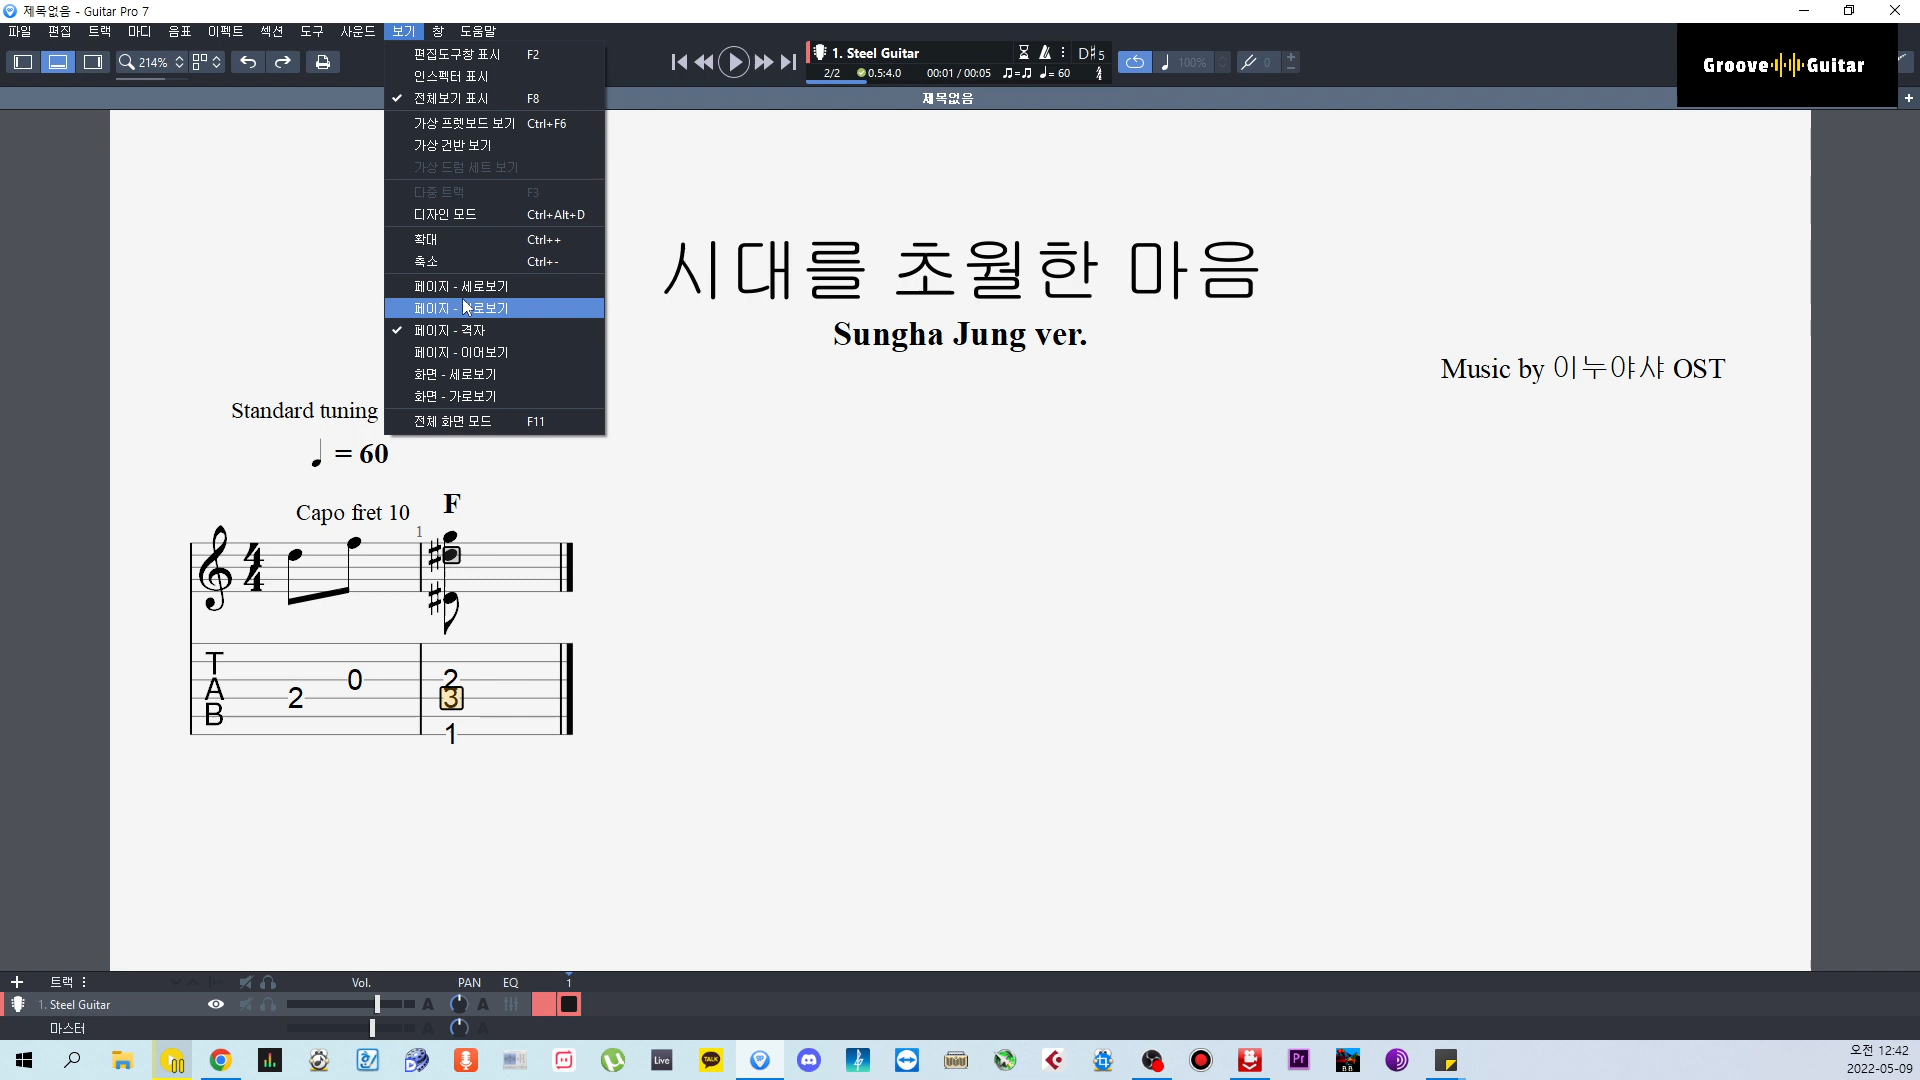 제목없음 - Guitar Pro 7
파일 편집 트랙 마디 음표 이펙트 섹션 도구 사운드 보기 창 도움말
214%
1. Steel Guitar
D♯5
2/2 0.5:4.0 00:01 / 00:05 ♫=♫ ♩= 60
100%
0
Groove Guitar
제목없음
편집도구창 표시 F2
인스펙터 표시
전체보기 표시 F8
가상 프렛보드 보기 Ctrl+F6
가상 건반 보기
가상 드럼 세트 보기
다중 트랙 F3
디자인 모드 Ctrl+Alt+D
확대 Ctrl++
축소 Ctrl+-
페이지 - 세로보기
페이지 - 로보기
페이지 - 격자
페이지 - 이어보기
화면 - 세로보기
화면 - 가로보기
전체 화면 모드 F11
시대를 초월한 마음
Sungha Jung ver.
Music by 이누야샤 OST
Standard tuning
♩ = 60
Capo fret 10 F
1
4
4
T
A
B
2 0 2
3
1
트랙 Vol. PAN EQ 1
1. Steel Guitar A A
마스터 A A
Live TALK Pr BB
오전 12:42
2022-05-09